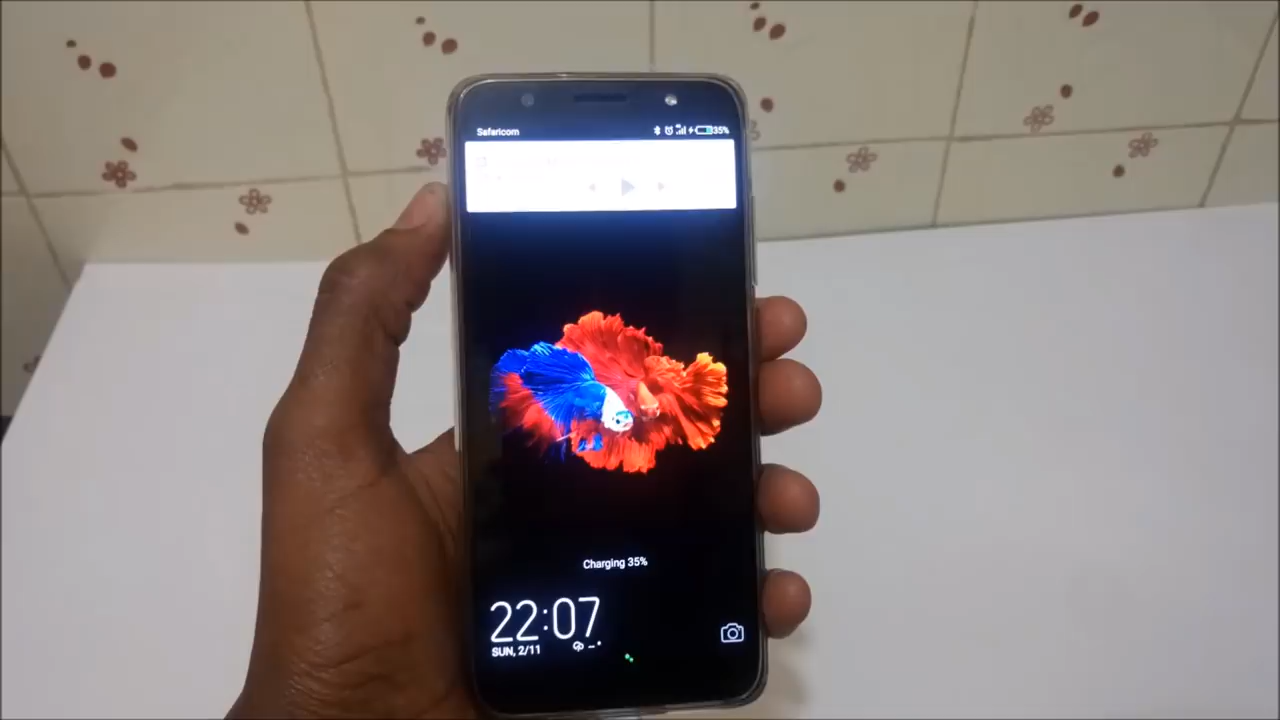 Safaricom
35%
Charging 35%
22:07
SUN, 2/11